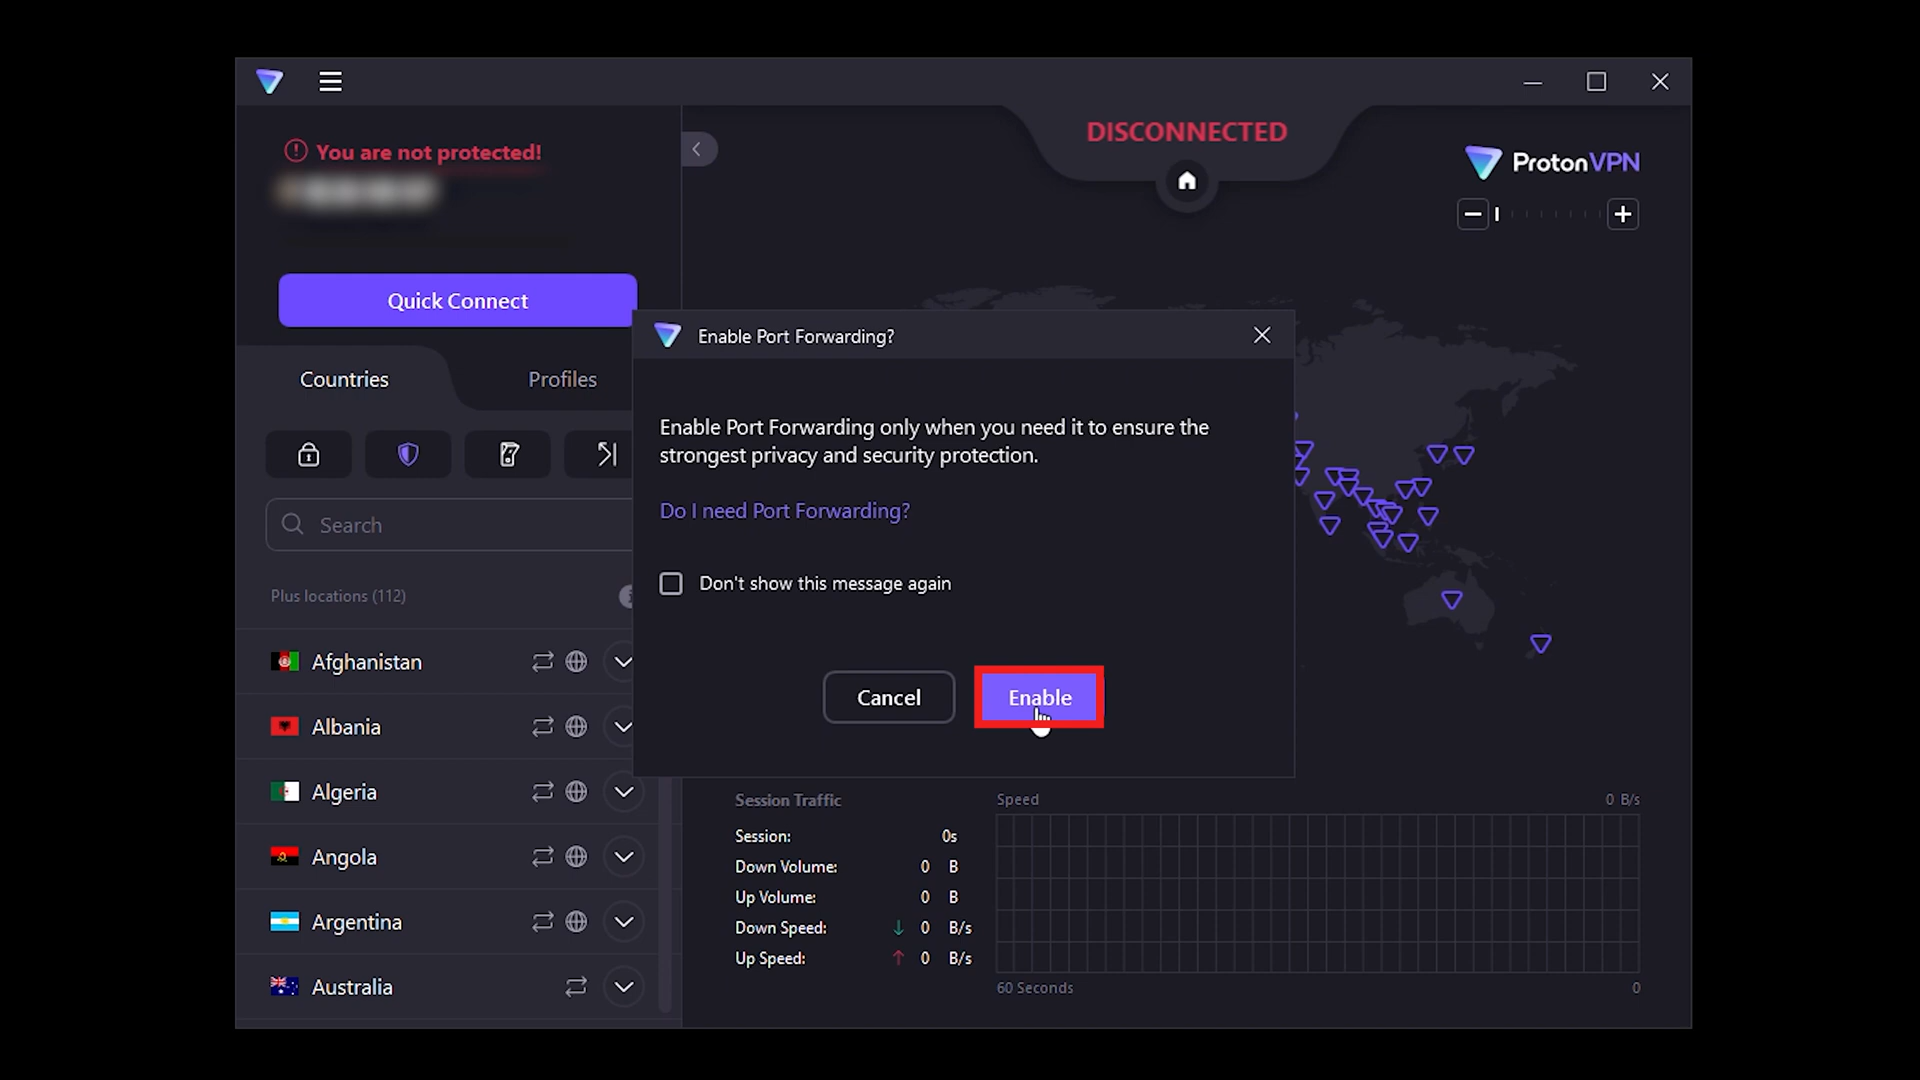 DISCONNECTED
You are not protected!
ProtonVPN
Quick Connect
Countries
Profiles
Search
Plus locations (112)
Afghanistan
Albania
Algeria
Angola
Argentina
Australia
Enable Port Forwarding?
Enable Port Forwarding only when you need it to ensure the
strongest privacy and security protection.
Do I need Port Forwarding?
Don't show this message again
Cancel
Enable
Session Traffic
Session: 0s
Down Volume: 0 B
Up Volume: 0 B
Down Speed: ↓ 0 B/s
Up Speed: ↑ 0 B/s
Speed 0 B/s
60 Seconds 0